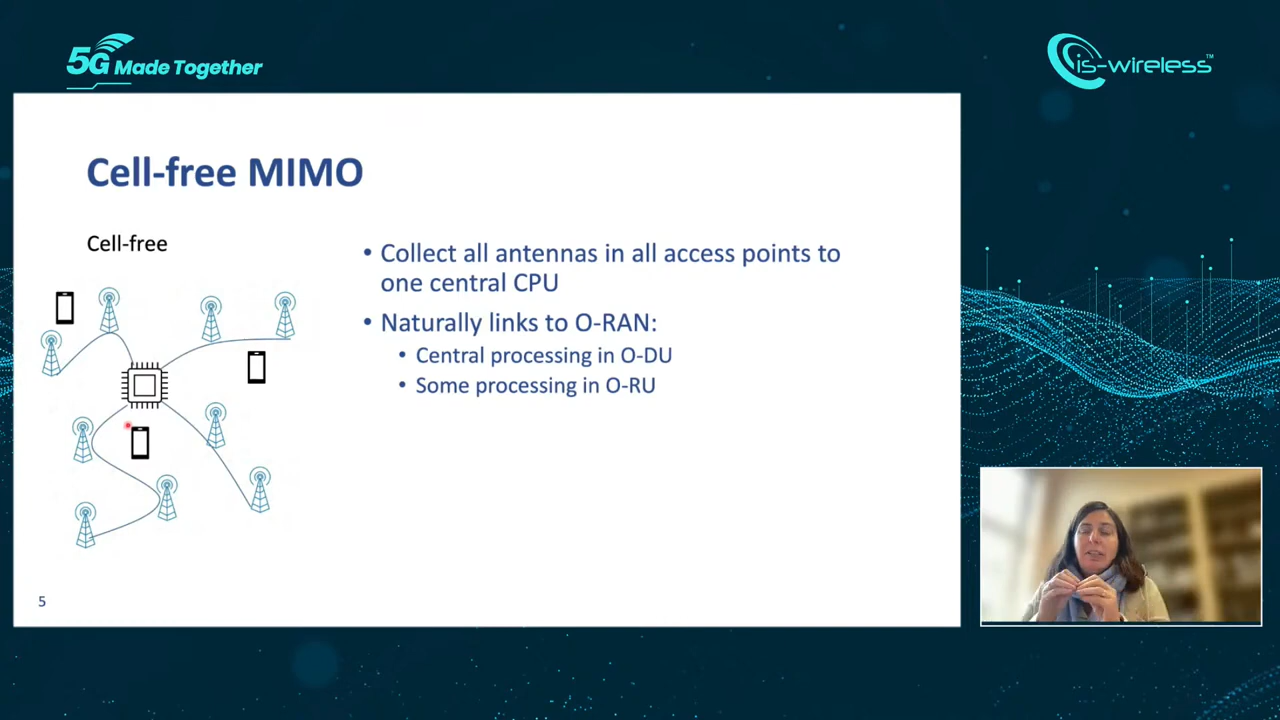 5G Made Together
is-wireless™
Cell-free MIMO
Cell-free
• Collect all antennas in all access points to
one central CPU
• Naturally links to O-RAN:
• Central processing in O-DU
• Some processing in O-RU
5